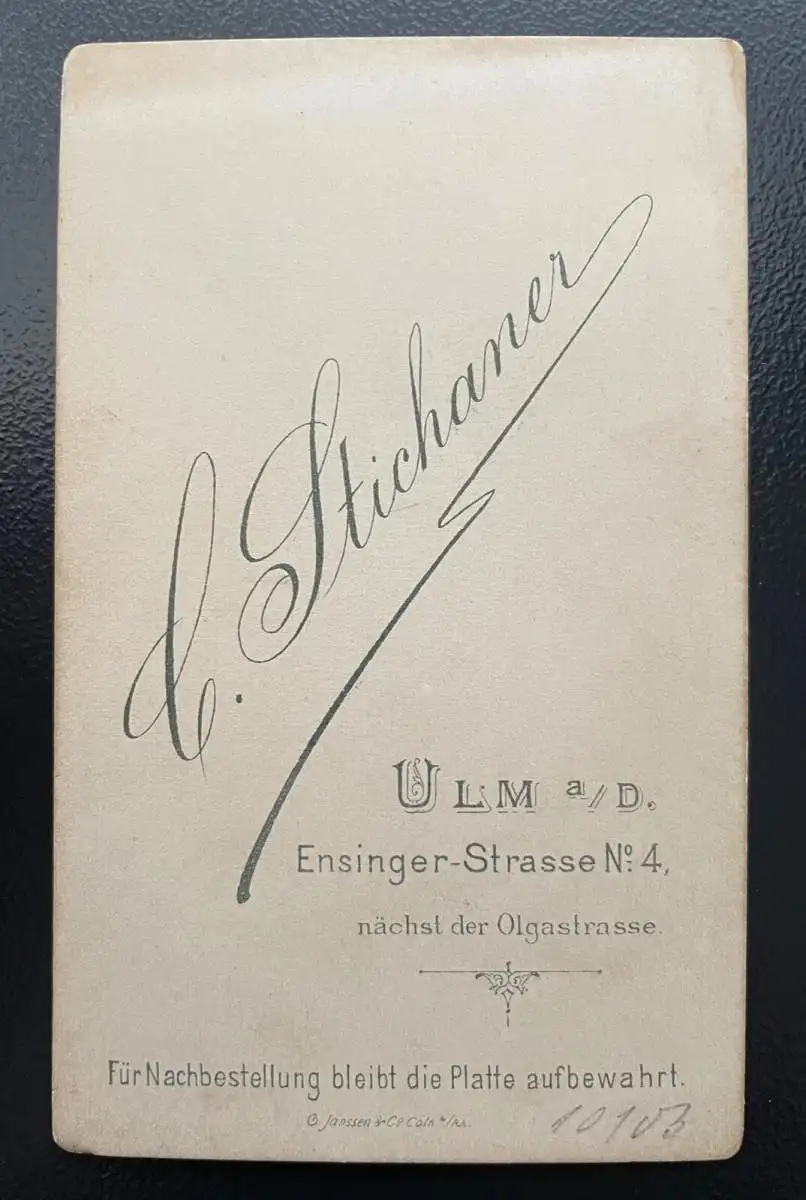 C. Stichaner
ULM a/D.
Ensinger-Strasse No. 4,
nächst der Olgastrasse.
Für Nachbestellung bleibt die Platte aufbewahrt.
Janssen & Co Cöln a/Rh.